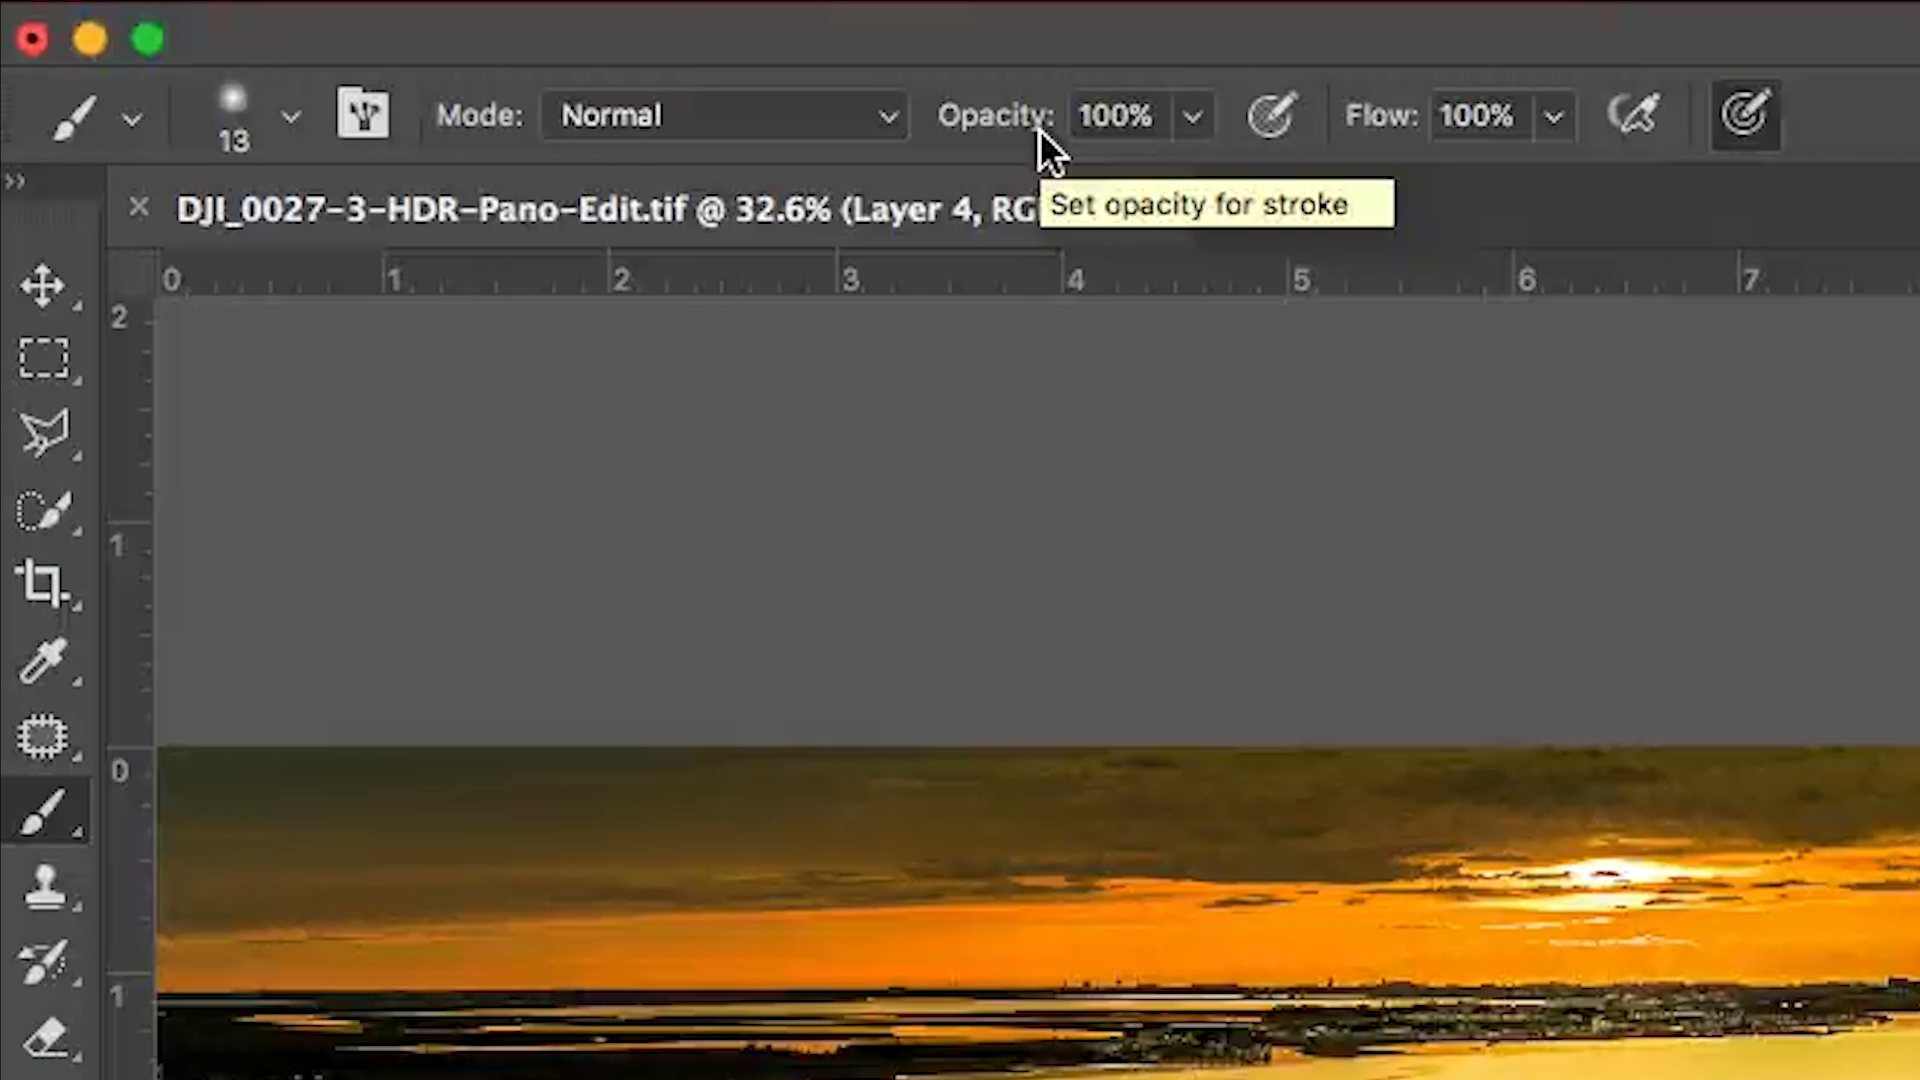 Mode: Normal Opacity: 100% Flow: 100%
13
DJI_0027-3-HDR-Pano-Edit.tif @ 32.6% (Layer 4, RG
Set opacity for stroke
0 1 2 3 4 5 6 7
2
1
0
1